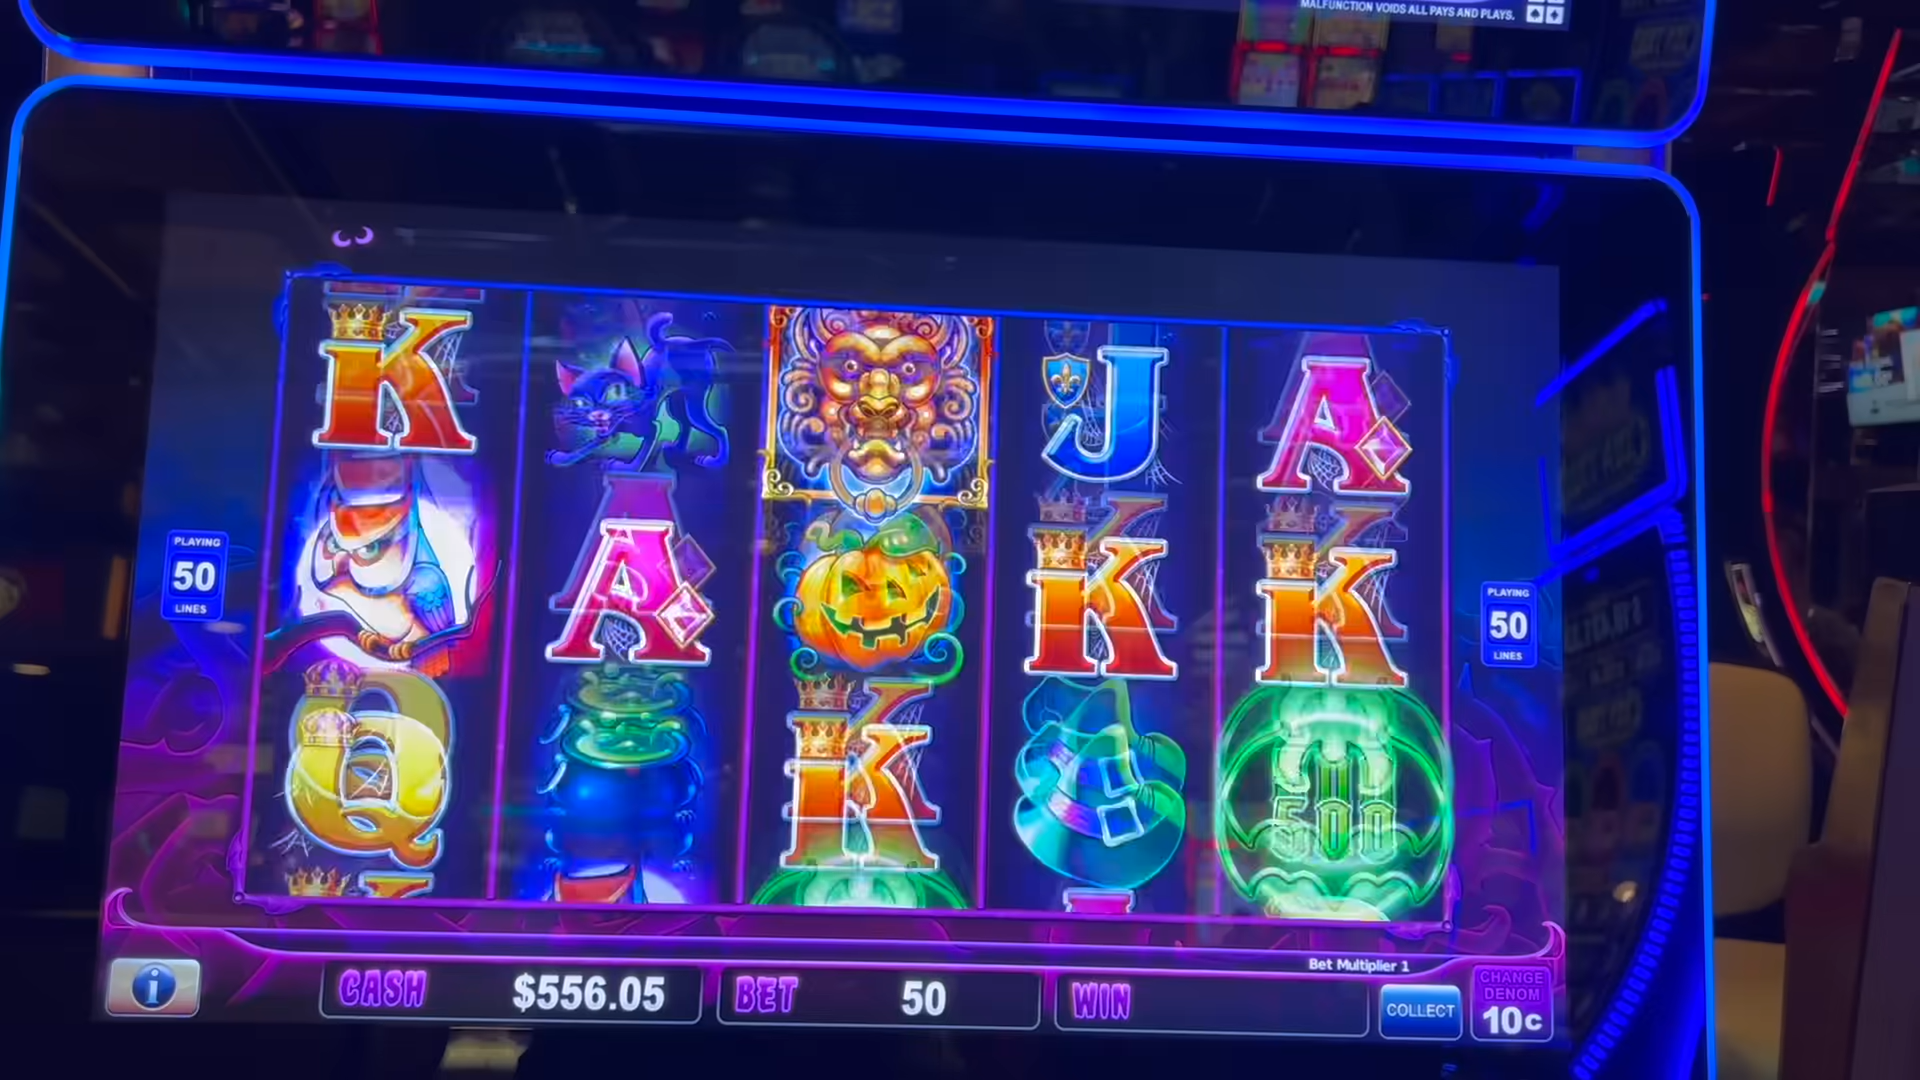 MALFUNCTION VOIDS ALL PAYS AND PLAYS.
K
J
A
A
K
K
Q
K
500
PLAYING
50
LINES
PLAYING
50
LINES
Bet Multiplier 1
i
CASH $556.05
BET 50
WIN
COLLECT
CHANGE
DENOM
10c